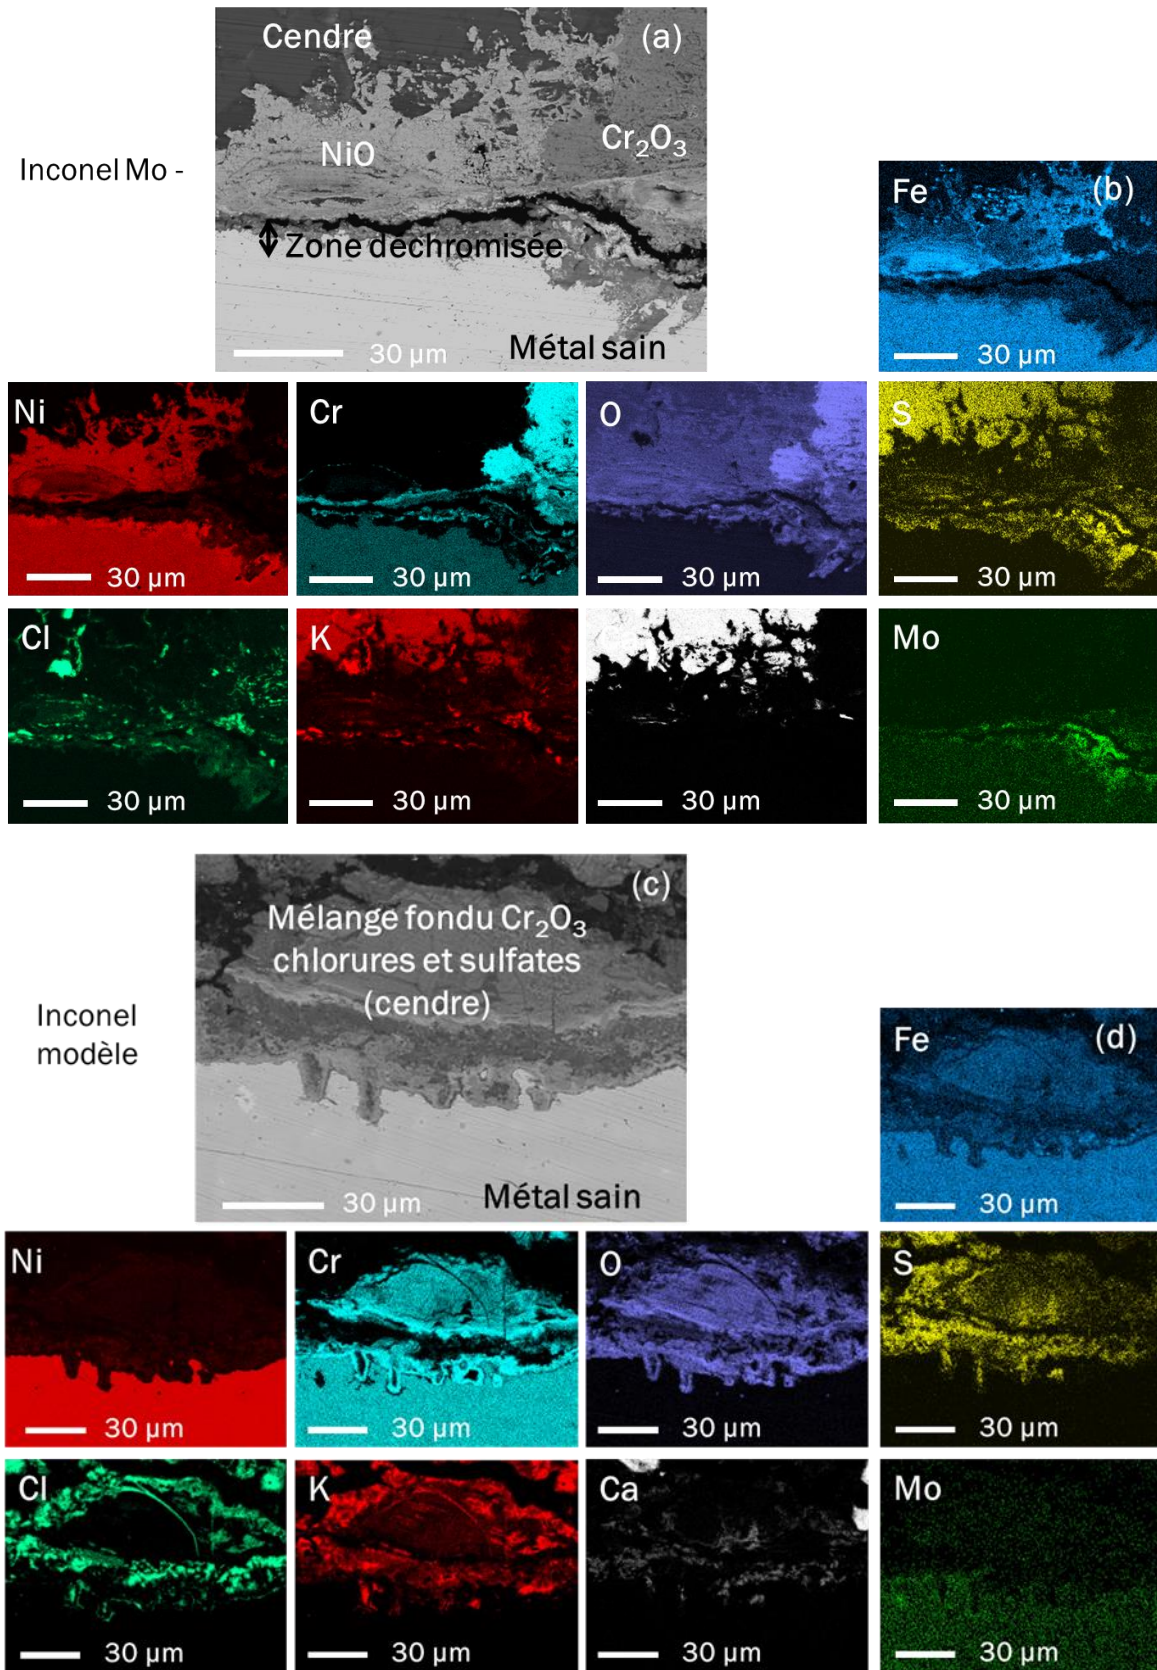 Cendre
(a)
Cr₂O₃
NiO
Inconel Mo -
Zone déchromisée
Métal sain
30 µm
Fe
(b)
30 µm
Ni
30 µm
Cr
30 µm
O
30 µm
S
30 µm
Cl
30 µm
K
30 µm
30 µm
Mo
30 µm
(c)
Mélange fondu Cr₂O₃
chlorures et sulfates
(cendre)
Inconel
modèle
Métal sain
30 µm
Fe
(d)
30 µm
Ni
30 µm
Cr
30 µm
O
30 µm
S
30 µm
Cl
30 µm
K
30 µm
Ca
30 µm
Mo
30 µm